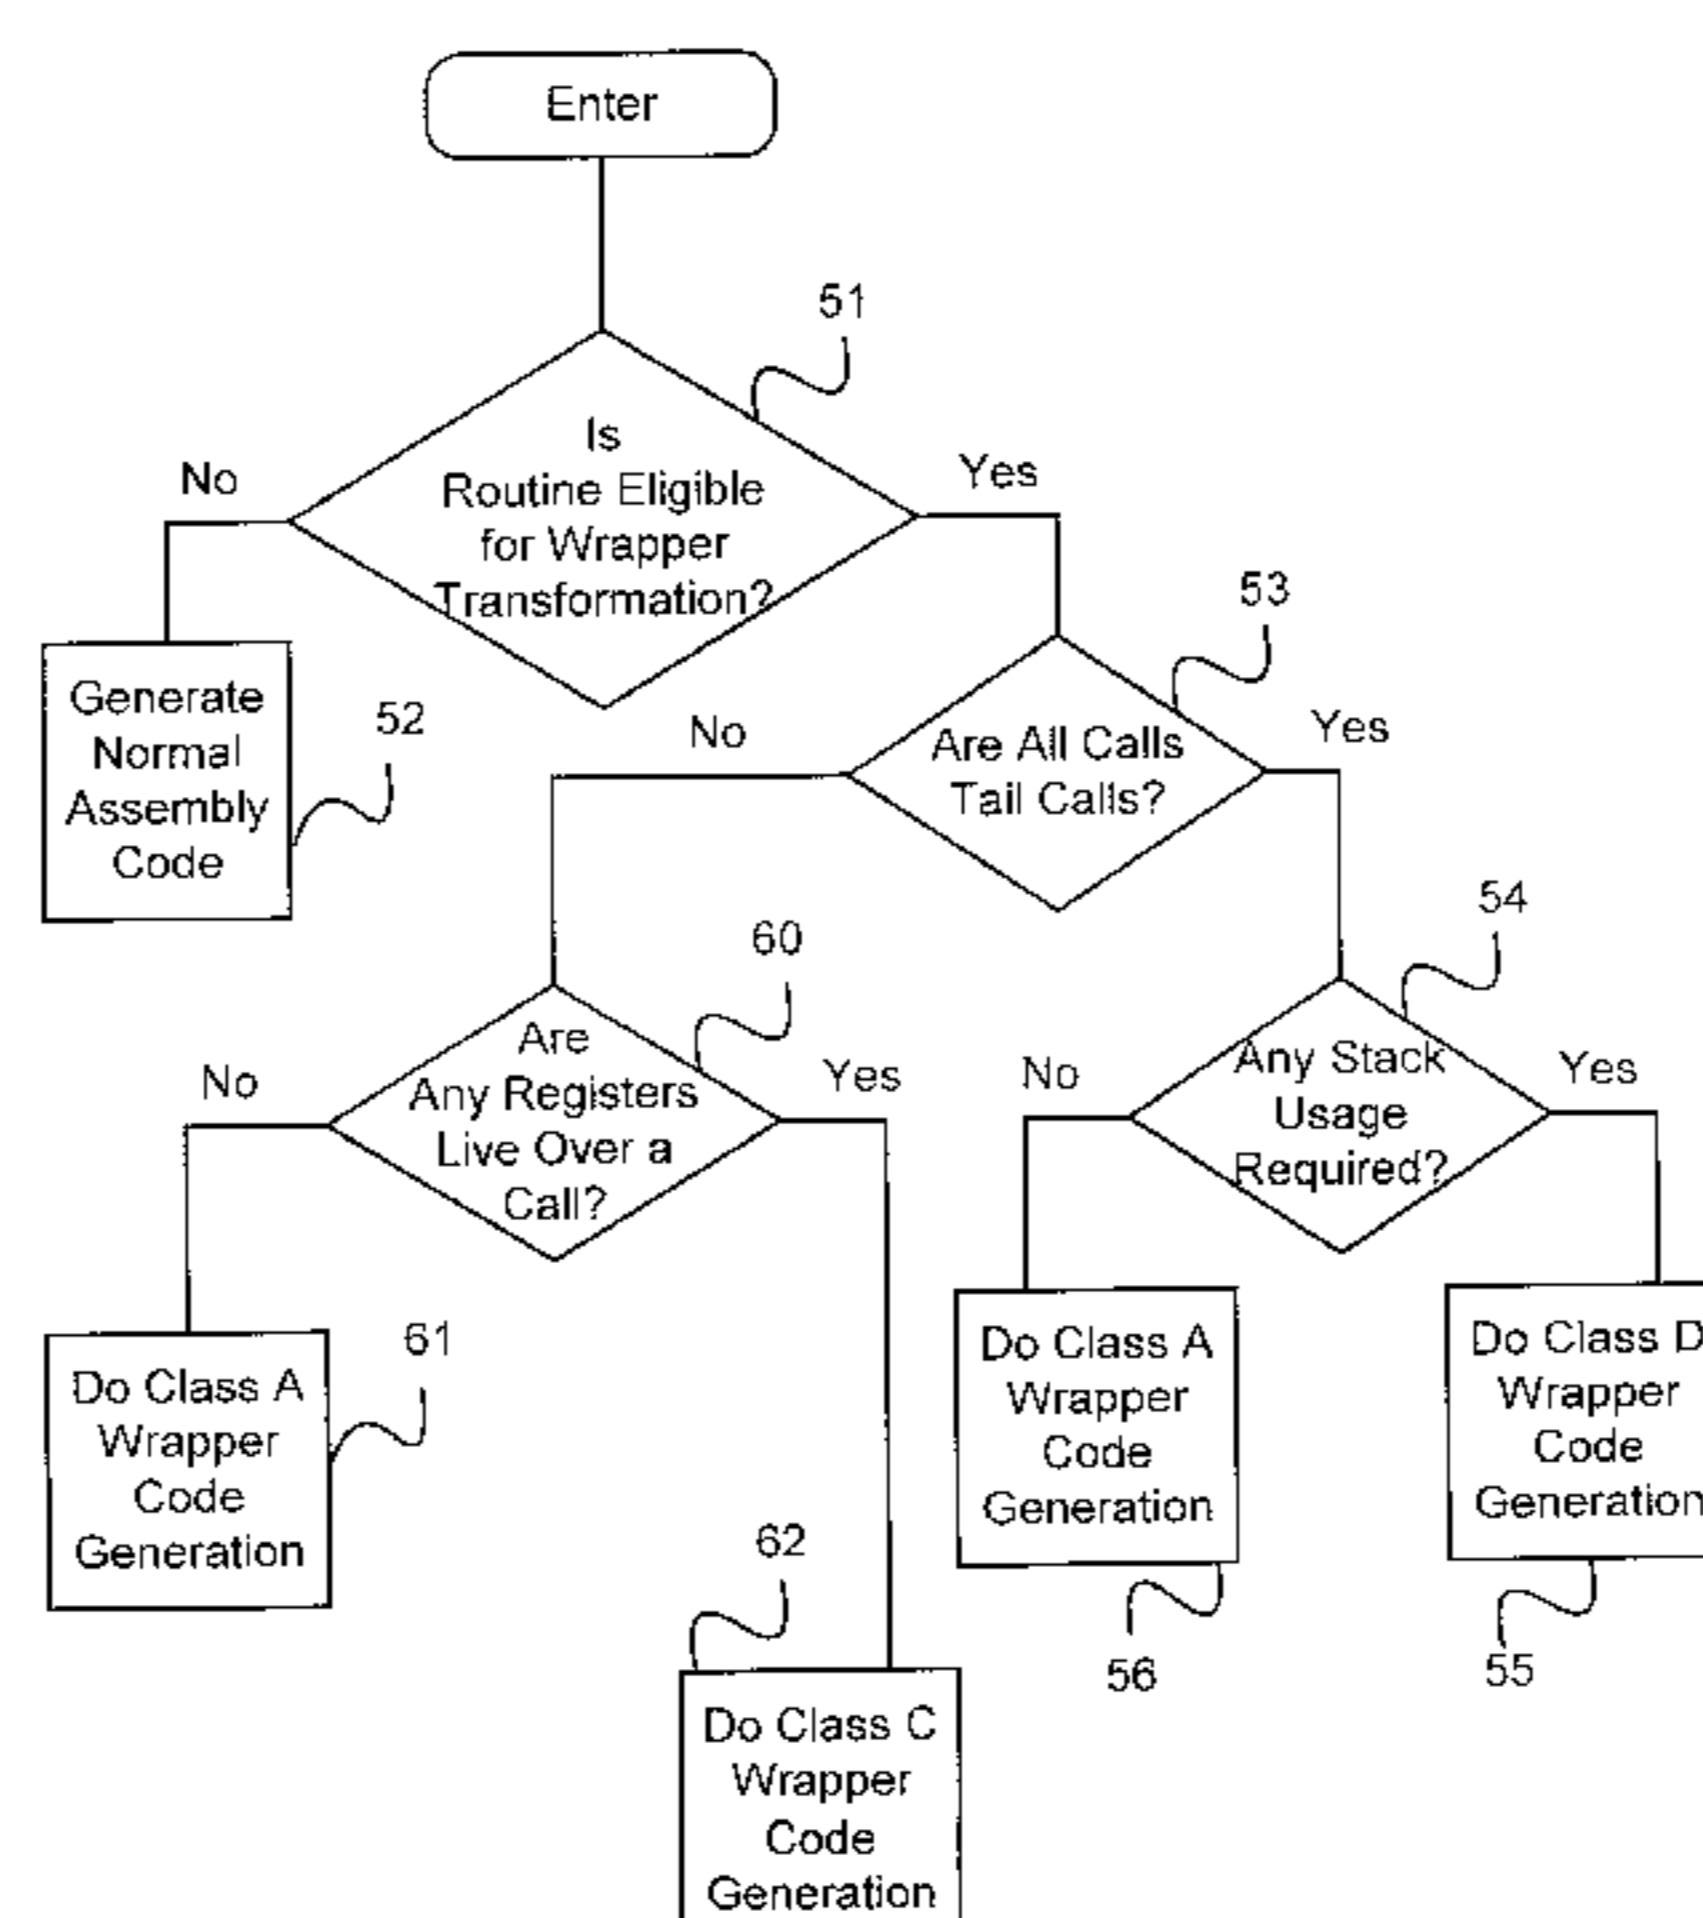 Enter
51
Is
Routine Eligible
for Wrapper
Transformation?
No
Yes
53
Generate
Normal
Assembly
Code
52
No
Are All Calls
Tail Calls?
Yes
54
60
Are
Any Registers
Live Over a
Call?
No
Yes
No
Any Stack
Usage
Required?
Yes
61
Do Class A
Wrapper
Code
Generation
Do Class A
Wrapper
Code
Generation
Do Class D
Wrapper
Code
Generation
62
56
55
Do Class C
Wrapper
Code
Generation